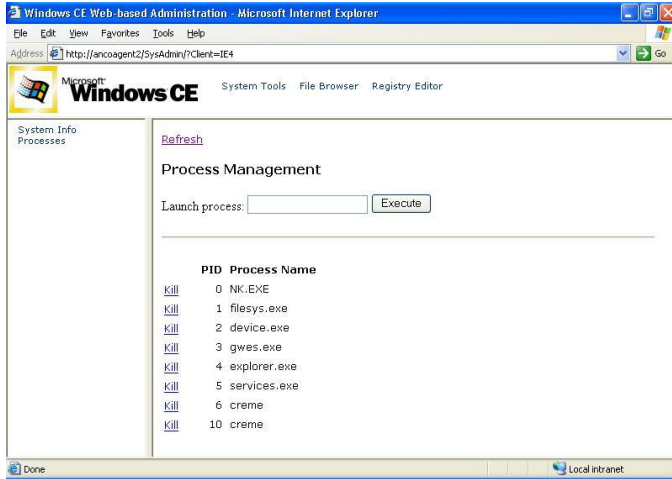 Windows CE Web-based Administration - Microsoft Internet Explorer
File Edit View Favorites Tools Help
Address http://ancoagent2/SysAdmin/?Client=IE4 Go
Microsoft
Windows CE System Tools File Browser Registry Editor
System Info
Processes
Refresh
Process Management
Launch process: Execute
PID Process Name
Kill 0 NK.EXE
Kill 1 filesys.exe
Kill 2 device.exe
Kill 3 gwes.exe
Kill 4 explorer.exe
Kill 5 services.exe
Kill 6 creme
Kill 10 creme
Done Local intranet